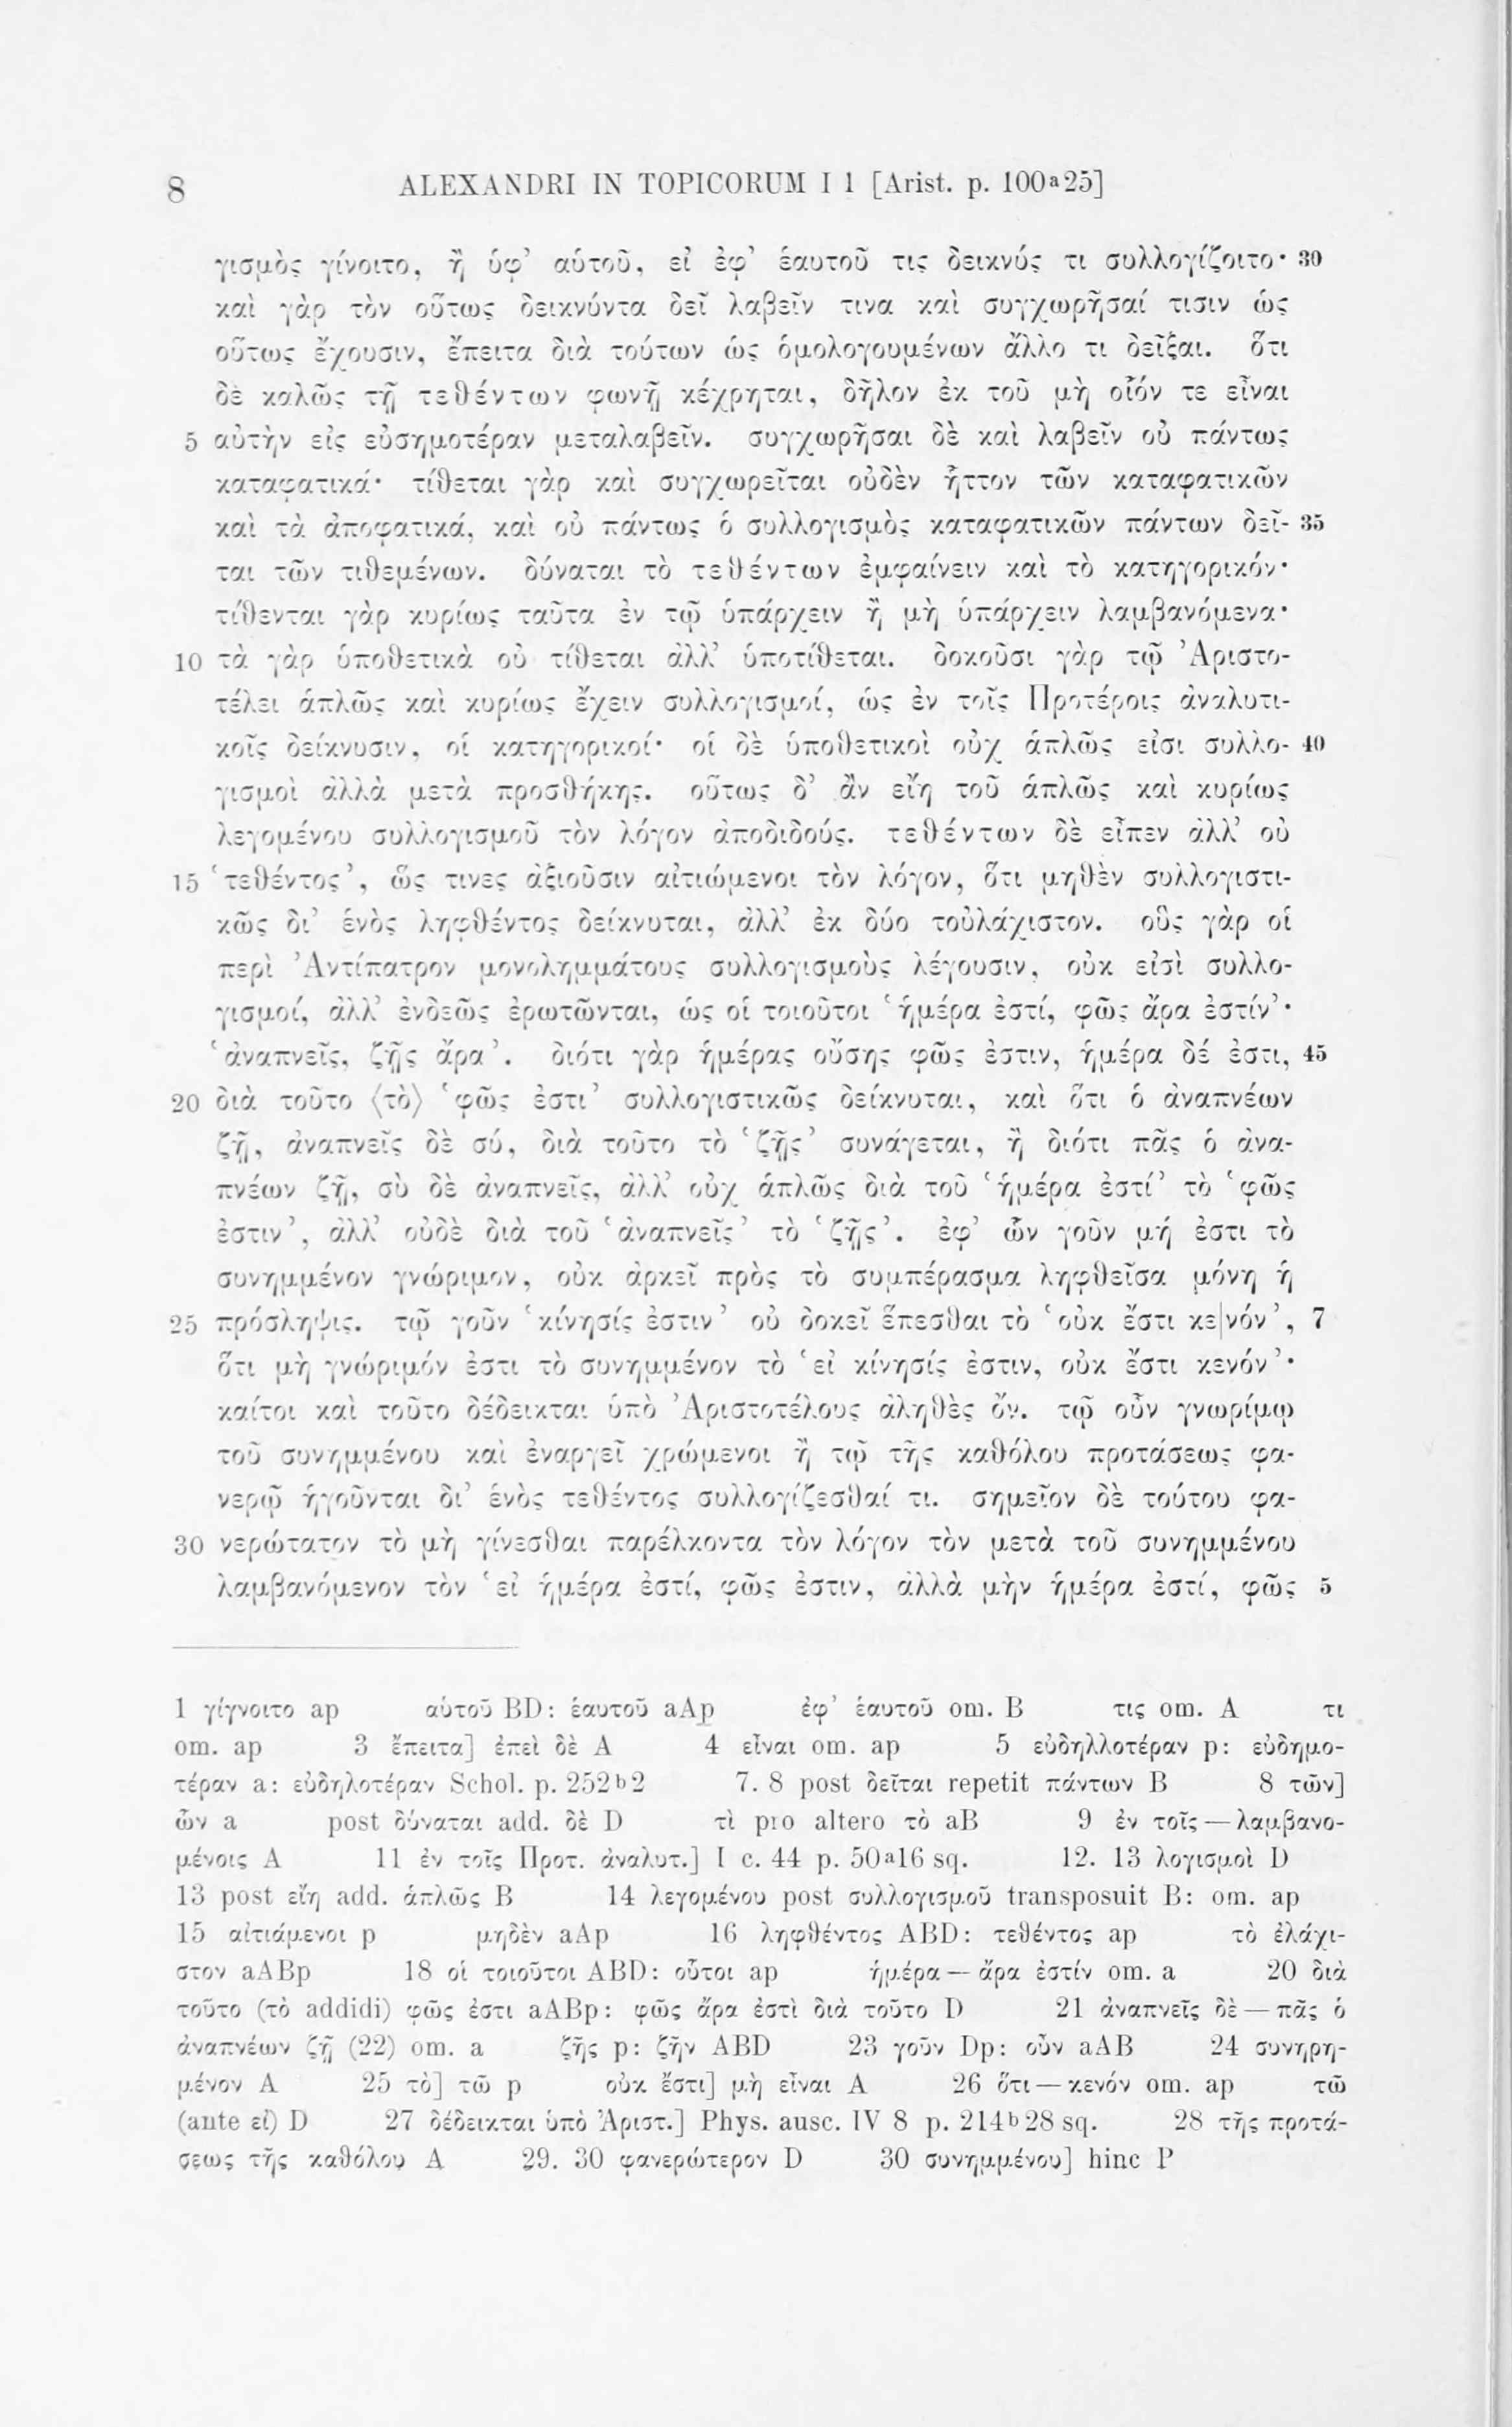 8 ALEXANDRI IN TOPICORUM I 1 [Arist. p. 100ᵃ25]
γισμὸς γίνοιτο, ἢ ὑφ’ αὑτοῦ, εἰ ἐφ’ ἑαυτοῦ τις δεικνύς τι συλλογίζοιτο· 30
καὶ γὰρ τὸν οὕτως δεικνύντα δεῖ λαβεῖν τινα καὶ συγχωρῆσαί τισιν ὡς
οὕτως ἔχουσιν, ἔπειτα διὰ τούτων ὡς ὁμολογουμένων ἄλλο τι δεῖξαι. ὅτι
δὲ καλῶς τῇ τεθέντων φωνῇ κέχρηται, δῆλον ἐκ τοῦ μὴ οἷόν τε εἶναι
5 αὐτὴν εἰς εὐσημοτέραν μεταλαβεῖν. συγχωρῆσαι δὲ καὶ λαβεῖν οὐ πάντως
καταφατικά· τίθεται γὰρ καὶ συγχωρεῖται οὐδὲν ἧττον τῶν καταφατικῶν
καὶ τὰ ἀποφατικά, καὶ οὐ πάντως ὁ συλλογισμὸς καταφατικῶν πάντων δεῖ- 35
ται τῶν τιθεμένων. δύναται τὸ τεθέντων ἐμφαίνειν καὶ τὸ κατηγορικόν·
τίθενται γὰρ κυρίως ταῦτα ἐν τῷ ὑπάρχειν ἢ μὴ ὑπάρχειν λαμβανόμενα·
10 τὰ γὰρ ὑποθετικὰ οὐ τίθεται ἀλλ’ ὑποτίθεται. δοκοῦσι γὰρ τῷ Ἀριστο-
τέλει ἁπλῶς καὶ κυρίως ἔχειν συλλογισμοί, ὡς ἐν τοῖς Προτέροις ἀναλυτι-
κοῖς δείκνυσιν, οἱ κατηγορικοί· οἱ δὲ ὑποθετικοὶ οὐχ ἁπλῶς εἰσι συλλο- 40
γισμοὶ ἀλλὰ μετὰ προσθήκης. οὕτως δ’ ἂν εἴη τοῦ ἁπλῶς καὶ κυρίως
λεγομένου συλλογισμοῦ τὸν λόγον ἀποδιδούς. τεθέντων δὲ εἶπεν ἀλλ’ οὐ
15 ‘τεθέντος’, ὥς τινες ἀξιοῦσιν αἰτιώμενοι τὸν λόγον, ὅτι μηθὲν συλλογιστι-
κῶς δι’ ἑνὸς ληφθέντος δείκνυται, ἀλλ’ ἐκ δύο τοὐλάχιστον. οὓς γὰρ οἱ
περὶ Ἀντίπατρον μονολημμάτους συλλογισμοὺς λέγουσιν, οὐκ εἰσὶ συλλο-
γισμοί, ἀλλ’ ἐνδεῶς ἐρωτῶνται, ὡς οἱ τοιοῦτοι ‘ἡμέρα ἐστί, φῶς ἄρα ἐστίν’·
‘ἀναπνεῖς, ζῇς ἄρα’. διότι γὰρ ἡμέρας οὔσης φῶς ἐστιν, ἡμέρα δέ ἐστι, 45
20 διὰ τοῦτο ⟨τὸ⟩ ‘φῶς ἐστι’ συλλογιστικῶς δείκνυται, καὶ ὅτι ὁ ἀναπνέων
ζῇ, ἀναπνεῖς δὲ σύ, διὰ τοῦτο τὸ ‘ζῇς’ συνάγεται, ἢ διότι πᾶς ὁ ἀνα-
πνέων ζῇ, σὺ δὲ ἀναπνεῖς, ἀλλ’ οὐχ ἁπλῶς διὰ τοῦ ‘ἡμέρα ἐστί’ τὸ ‘φῶς
ἐστιν’, ἀλλ’ οὐδὲ διὰ τοῦ ‘ἀναπνεῖς’ τὸ ‘ζῇς’. ἐφ’ ὧν γοῦν μή ἐστι τὸ
συνημμένον γνώριμον, οὐκ ἀρκεῖ πρὸς τὸ συμπέρασμα ληφθεῖσα μόνη ἡ
25 πρόσληψις. τῷ γοῦν ‘κίνησίς ἐστιν’ οὐ δοκεῖ ἕπεσθαι τὸ ‘οὐκ ἔστι κε|νόν’, 7
ὅτι μὴ γνώριμόν ἐστι τὸ συνημμένον τὸ ‘εἰ κίνησίς ἐστιν, οὐκ ἔστι κενόν’·
καίτοι καὶ τοῦτο δέδεικται ὑπὸ Ἀριστοτέλους ἀληθὲς ὄν. τῷ οὖν γνωρίμῳ
τοῦ συνημμένου καὶ ἐναργεῖ χρώμενοι ἢ τῷ τῆς καθόλου προτάσεως φα-
νερῷ ἡγοῦνται δι’ ἑνὸς τεθέντος συλλογίζεσθαί τι. σημεῖον δὲ τούτου φα-
30 νερώτατον τὸ μὴ γίνεσθαι παρέλκοντα τὸν λόγον τὸν μετὰ τοῦ συνημμένου
λαμβανόμενον τὸν ‘εἰ ἡμέρα ἐστί, φῶς ἐστιν, ἀλλὰ μὴν ἡμέρα ἐστί, φῶς 5
1 γίγνοιτο ap αὑτοῦ BD: ἑαυτοῦ aAp ἐφ’ ἑαυτοῦ om. B τις om. A τι
om. ap 3 ἔπειτα] ἐπεὶ δὲ A 4 εἶναι om. ap 5 εὐδηλλοτέραν p: εὐδημο-
τέραν a: εὐδηλοτέραν Schol. p. 252ᵇ2 7. 8 post δεῖται repetit πάντων B 8 τῶν]
ὧν a post δύναται add. δὲ D τὶ pro altero τὸ aB 9 ἐν τοῖς — λαμβανο-
μένοις A 11 ἐν τοῖς Προτ. ἀναλυτ.] I c. 44 p. 50ᵃ16 sq. 12. 13 λογισμοὶ D
13 post εἴη add. ἁπλῶς B 14 λεγομένου post συλλογισμοῦ transposuit B: om. ap
15 αἰτιάμενοι p μηδὲν aAp 16 ληφθέντος ABD: τεθέντος ap τὸ ἐλάχι-
στον aABp 18 οἱ τοιοῦτοι ABD: οὗτοι ap ἡμέρα — ἄρα ἐστίν om. a 20 διὰ
τοῦτο (τὸ addidi) φῶς ἐστι aABp: φῶς ἄρα ἐστὶ διὰ τοῦτο D 21 ἀναπνεῖς δὲ — πᾶς ὁ
ἀναπνέων ζῇ (22) om. a ζῇς p: ζῆν ABD 23 γοῦν Dp: οὖν aAB 24 συνηρη-
μένον A 25 τὸ] τῶ p οὐκ ἔστι] μὴ εἶναι A 26 ὅτι — κενόν om. ap τῶ
(ante εἰ) D 27 δέδεικται ὑπὸ Ἀριστ.] Phys. ausc. IV 8 p. 214ᵇ28 sq. 28 τῆς προτά-
σεως τῆς καθόλου A 29. 30 φανερώτερον D 30 συνημμένου] hinc P